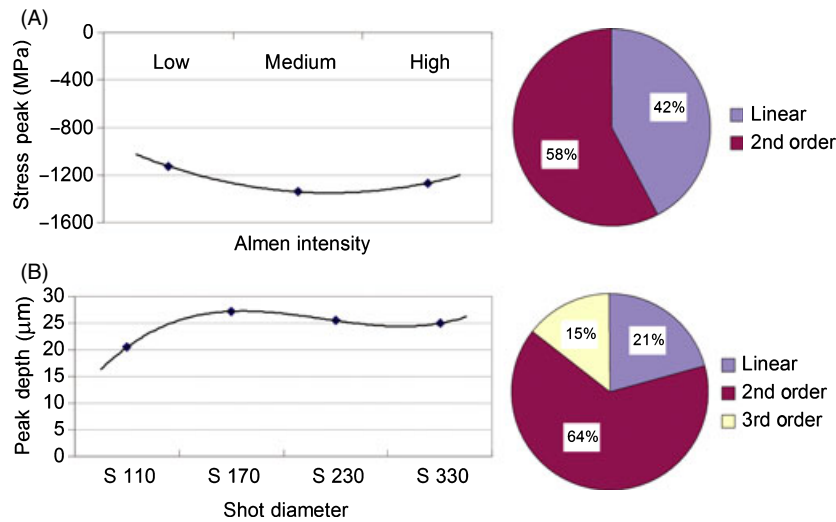 (A)
0
−400
−800
−1200
−1600
Stress peak (MPa)
Low Medium High
Almen intensity
42%
58%
Linear
2nd order
(B)
30
25
20
15
10
5
0
Peak depth (μm)
S 110 S 170 S 230 S 330
Shot diameter
15%
21%
64%
Linear
2nd order
3rd order